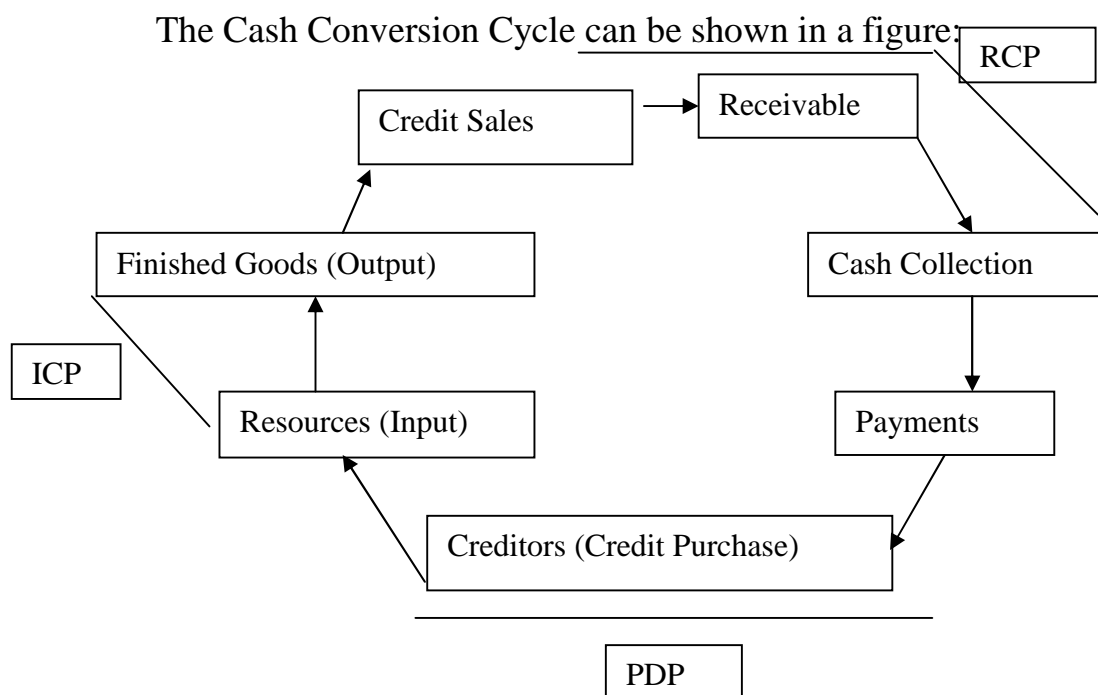 The Cash Conversion Cycle can be shown in a figure:
RCP
Credit Sales
Receivable
Finished Goods (Output)
Cash Collection
ICP
Resources (Input)
Payments
Creditors (Credit Purchase)
PDP